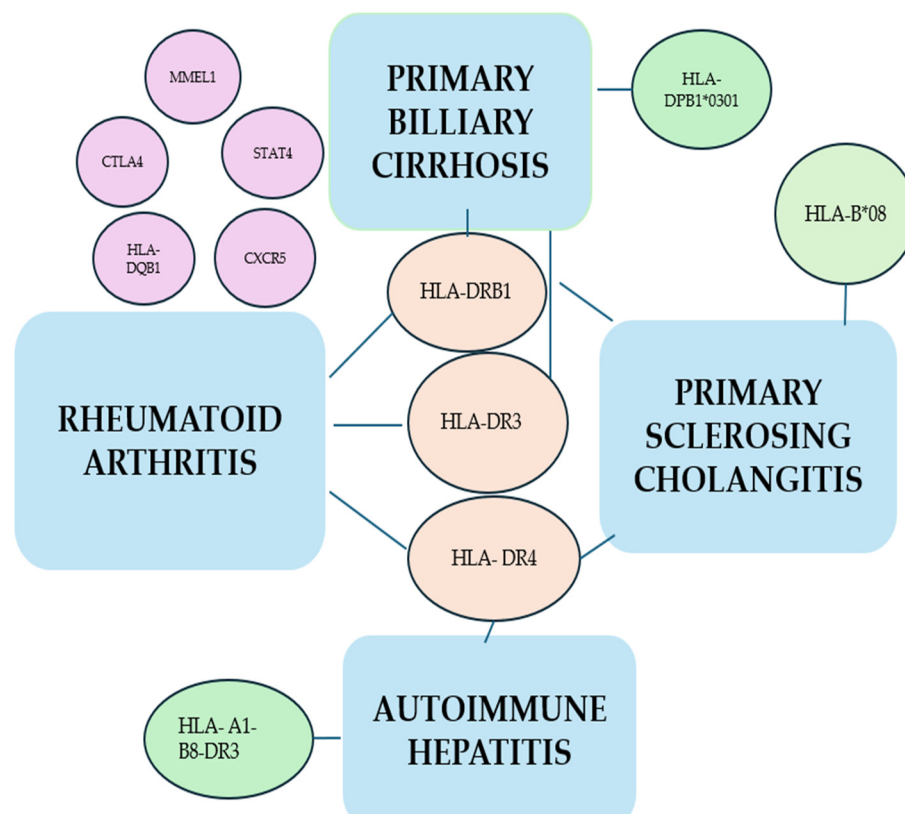 MMEL1
CTLA4
STAT4
HLA-
DQB1
CXCR5
PRIMARY
BILLIARY
CIRRHOSIS
HLA-
DPB1*0301
HLA-B*08
HLA-DRB1
HLA-DR3
HLA- DR4
RHEUMATOID
ARTHRITIS
PRIMARY
SCLEROSING
CHOLANGITIS
HLA- A1-
B8-DR3
AUTOIMMUNE
HEPATITIS